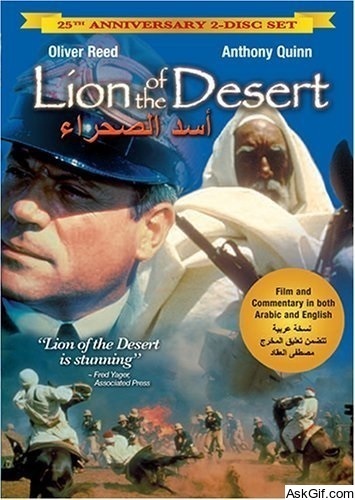 25TH ANNIVERSARY 2-DISC SET
Oliver Reed Anthony Quinn
Lion of the Desert
أسد الصحراء
Film and
Commentary in both
Arabic and English
نسخة عربية
تتضمن تعليق المخرج
مصطفى العقاد
"Lion of the Desert
is stunning"
~ Fred Yager,
Associated Press
AskGif.com